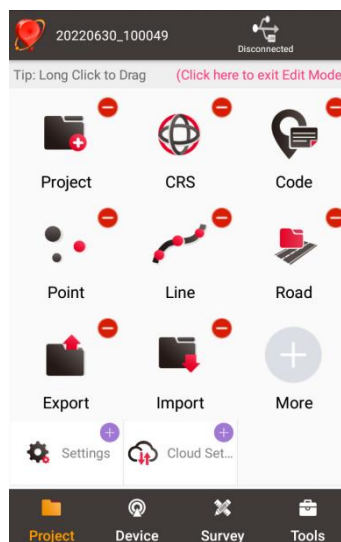 20220630_100049
Disconnected
Tip: Long Click to Drag (Click here to exit Edit Mode
Project CRS Code
Point Line Road
Export Import More
Settings Cloud Set...
Project Device Survey Tools